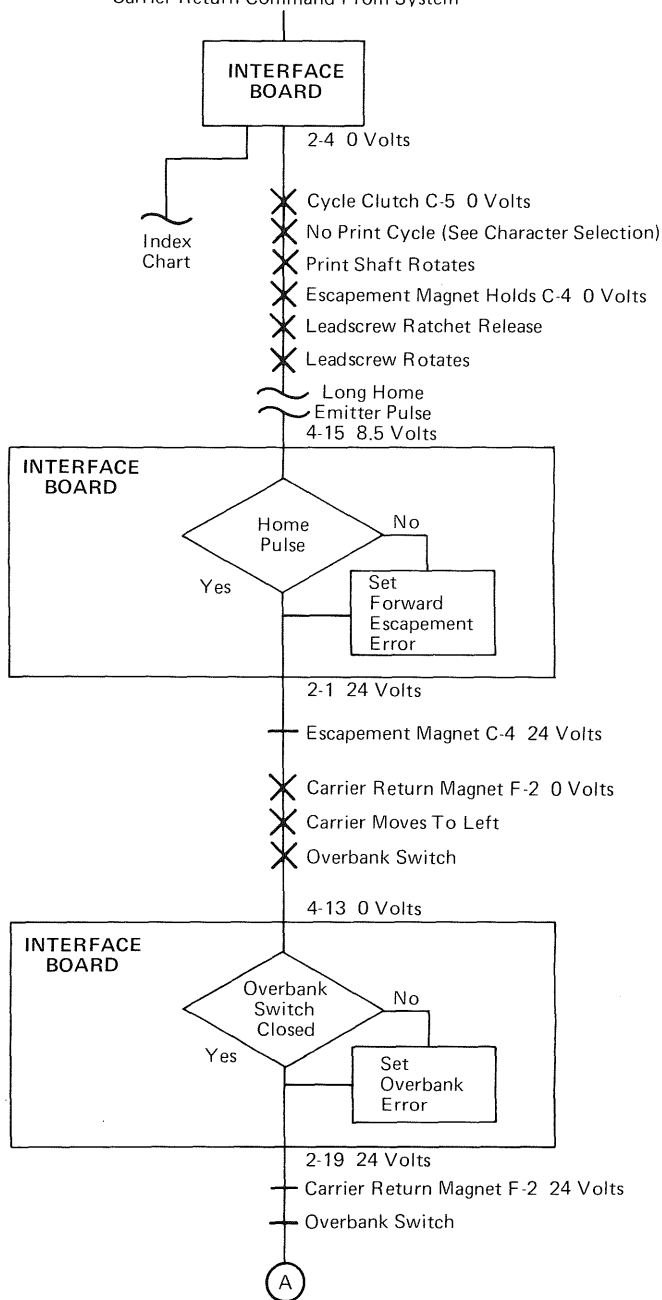 Carrier Return Command From System
INTERFACE
BOARD
2-4 0 Volts
Index
Chart
Cycle Clutch C-5 0 Volts
No Print Cycle (See Character Selection)
Print Shaft Rotates
Escapement Magnet Holds C-4 0 Volts
Leadscrew Ratchet Release
Leadscrew Rotates
Long Home
Emitter Pulse
4-15 8.5 Volts
INTERFACE
BOARD
Home
Pulse
No
Yes
Set
Forward
Escapement
Error
2-1 24 Volts
Escapement Magnet C-4 24 Volts
Carrier Return Magnet F-2 0 Volts
Carrier Moves To Left
Overbank Switch
4-13 0 Volts
INTERFACE
BOARD
Overbank
Switch
Closed
No
Yes
Set
Overbank
Error
2-19 24 Volts
Carrier Return Magnet F-2 24 Volts
Overbank Switch
A